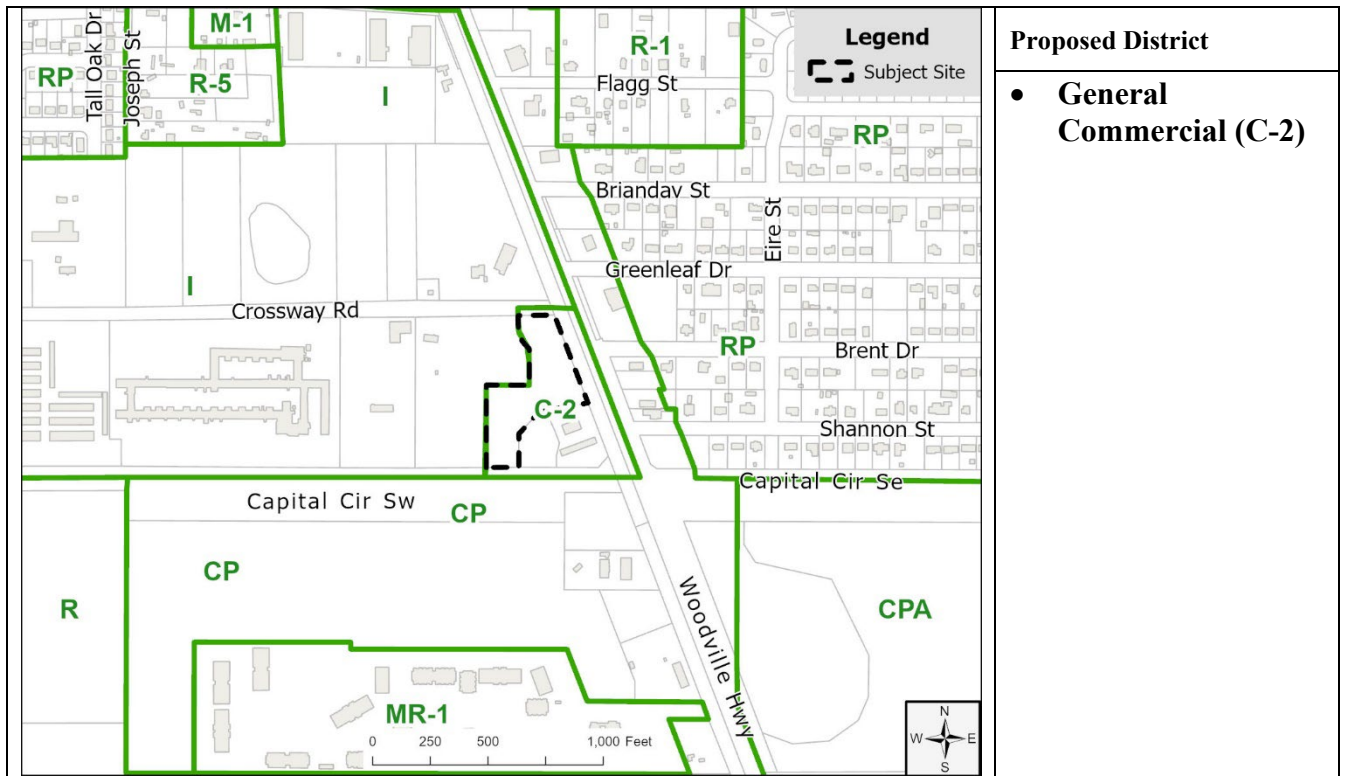 M-1
Tall Oak Dr
Joseph St
RP
R-5
I
R-1
Flagg St
Legend
Subject Site
RP
Briandav St
Eire St
Greenleaf Dr
I
Crossway Rd
RP
Brent Dr
C-2
Shannon St
Capital Cir Sw
CP
Capital Cir Se
CP
R
Woodville Hwy
CPA
MR-1
0 250 500 1,000 Feet
N
W E
S
Proposed District
• General
Commercial (C-2)